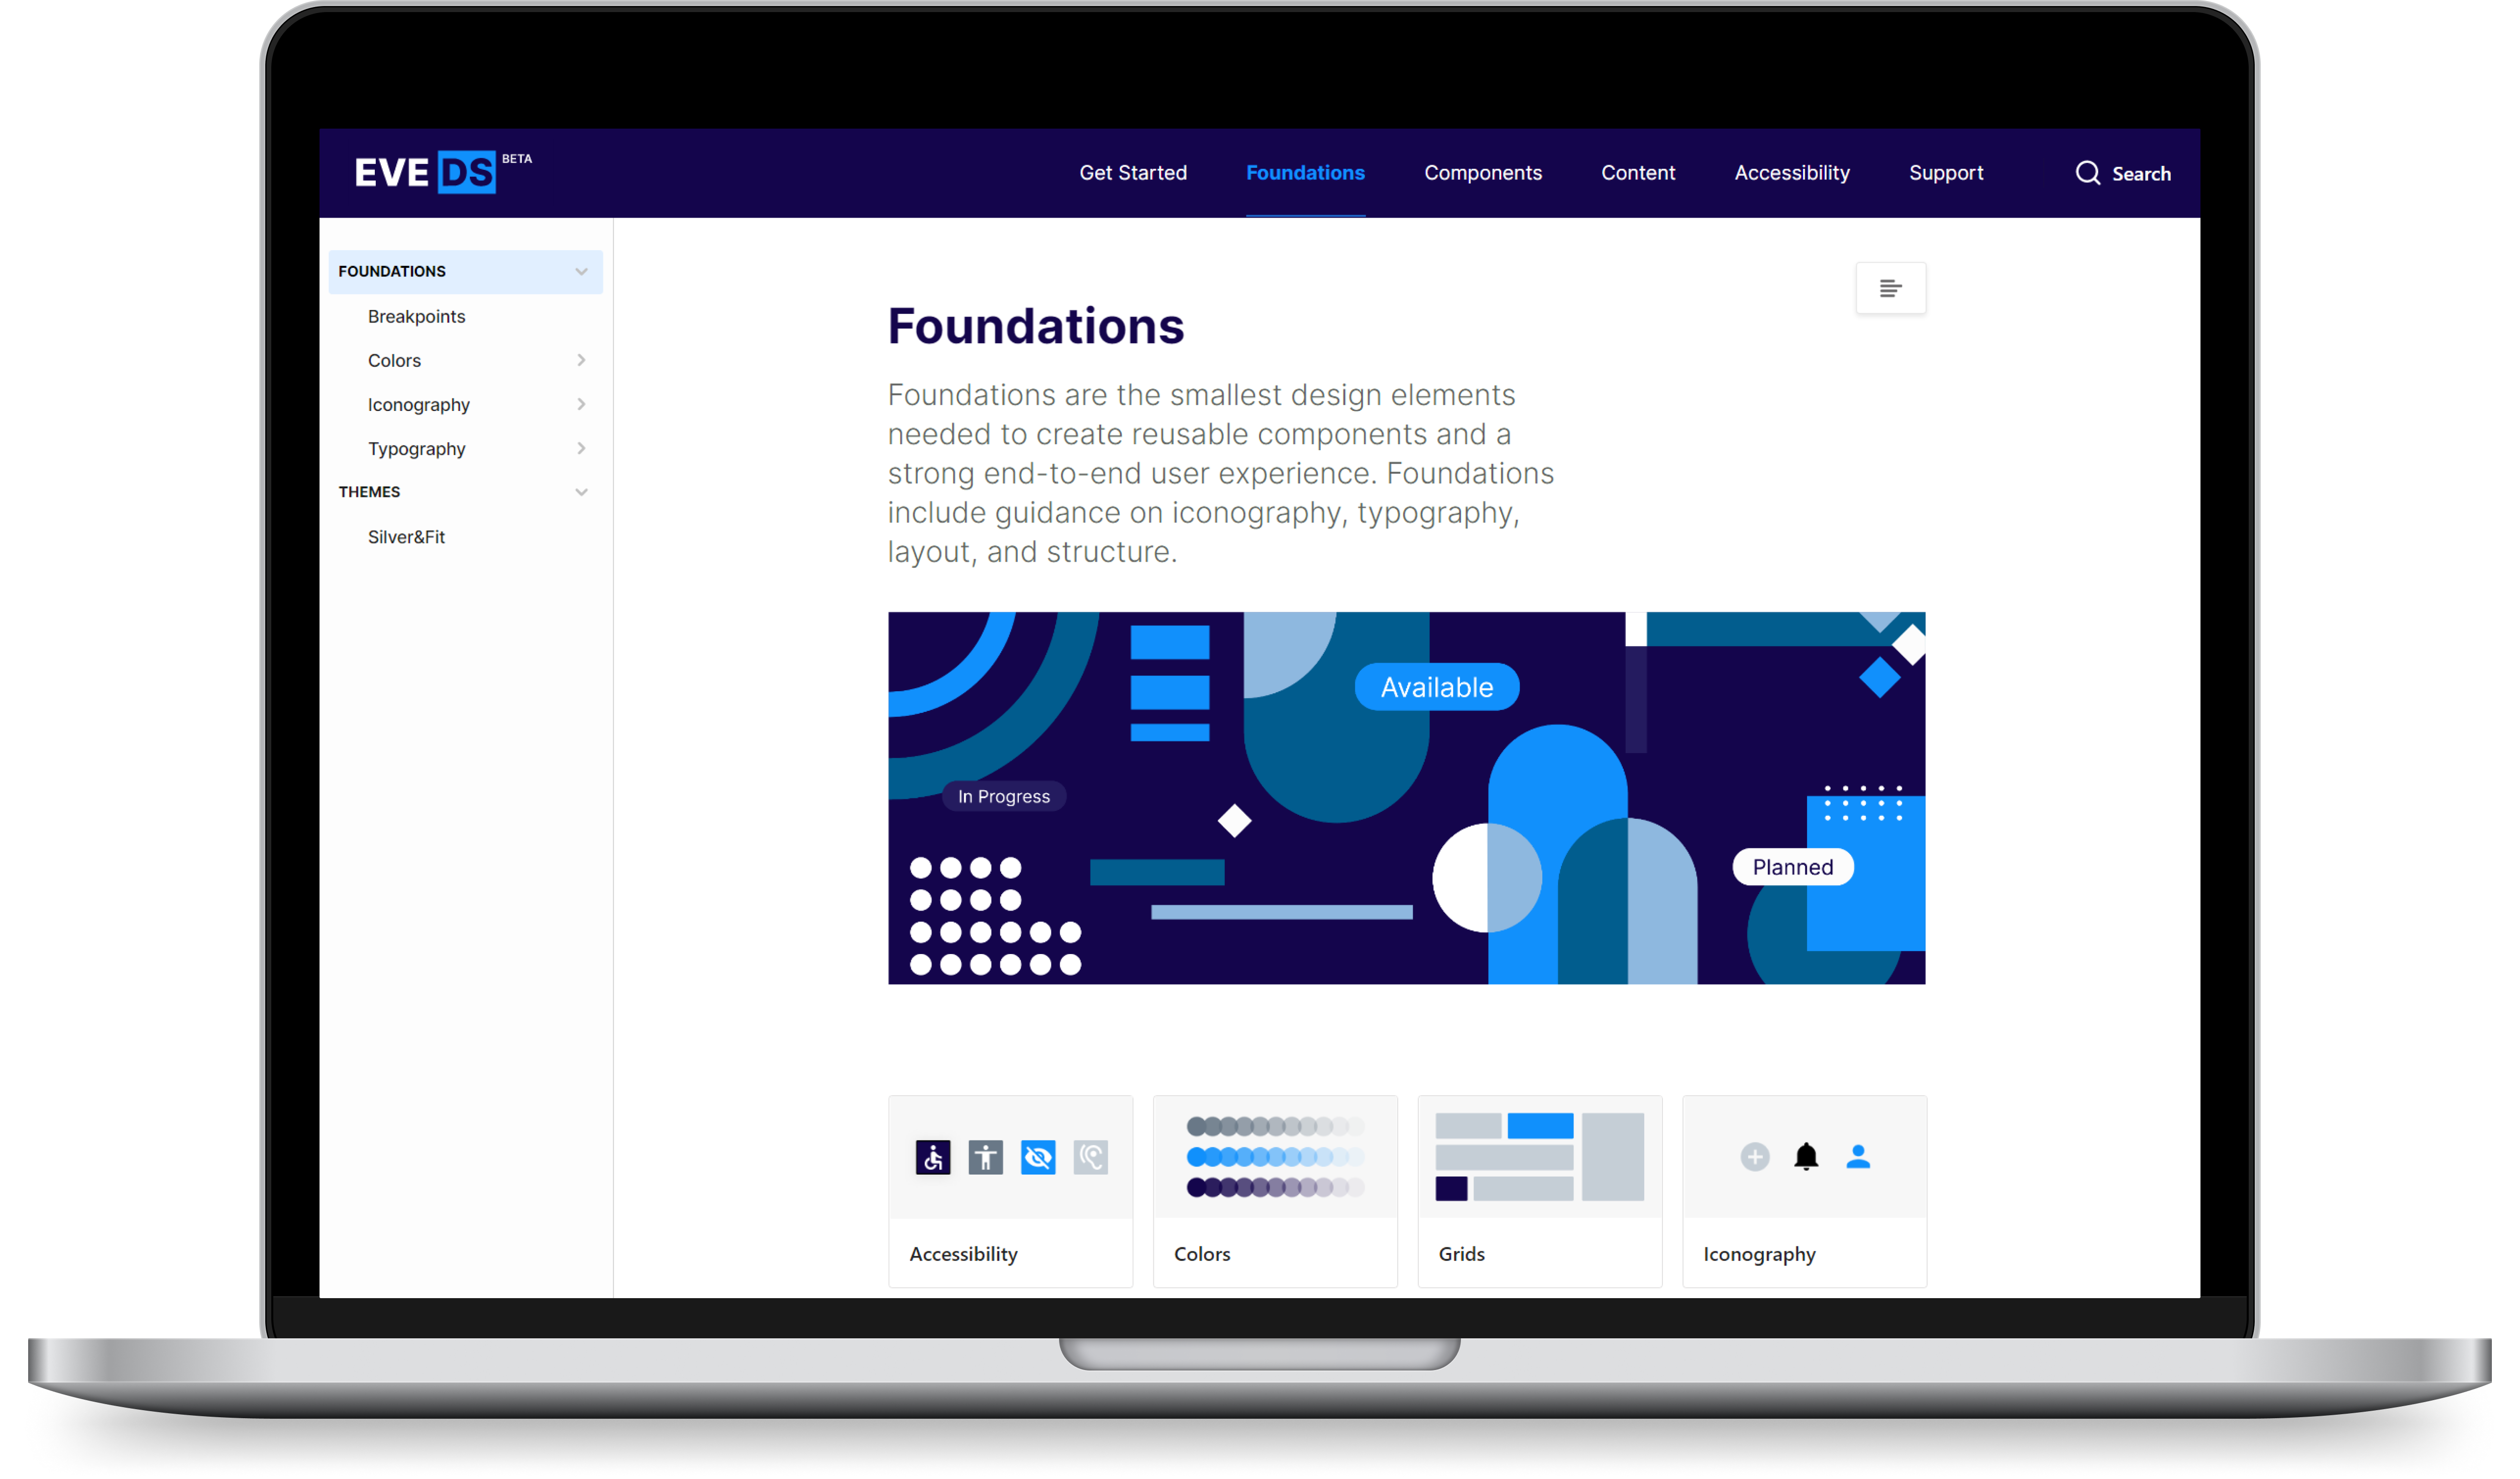 EVE DS BETA
Get Started
Foundations
Components
Content
Accessibility
Support
Search
FOUNDATIONS
Breakpoints
Colors
Iconography
Typography
THEMES
Silver&Fit
Foundations
Foundations are the smallest design elements
needed to create reusable components and a
strong end-to-end user experience. Foundations
include guidance on iconography, typography,
layout, and structure.
Available
In Progress
Planned
Accessibility
Colors
Grids
Iconography